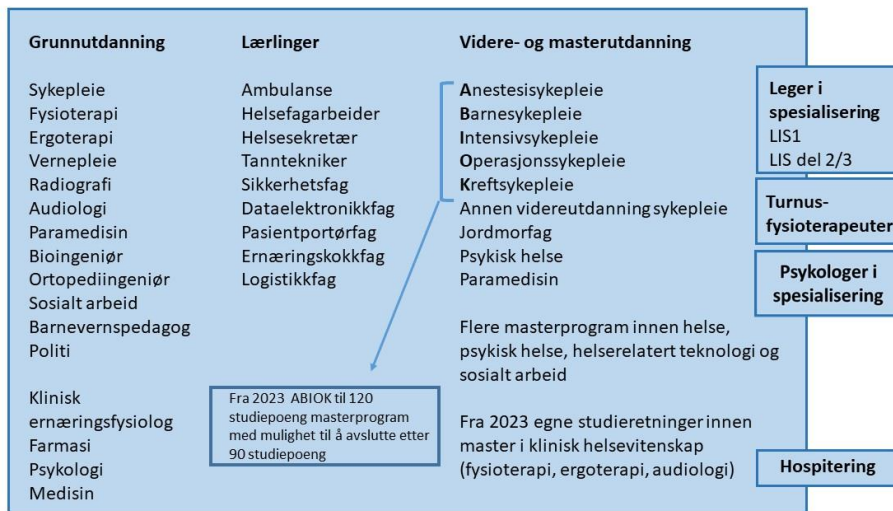 Grunnutdanning
Sykepleie
Fysioterapi
Ergoterapi
Vernepleie
Radiografi
Audiologi
Paramedisin
Bioingeniør
Ortopediingeniør
Sosialt arbeid
Barnevernspedagog
Politi
Klinisk
ernæringsfysiolog
Farmasi
Psykologi
Medisin
Lærlinger
Ambulanse
Helsefagarbeider
Helsesekretær
Tanntekniker
Sikkerhetsfag
Dataelektronikkfag
Pasientportørfag
Ernæringskokkfag
Logistikkfag
Fra 2023 ABIOK til 120
studiepoeng masterprogram
med mulighet til å avslutte etter
90 studiepoeng
Videre- og masterutdanning
Anestesisykepleie
Barnesykepleie
Intensivsykepleie
Operasjonssykepleie
Kreftsykepleie
Annen videreutdanning sykepleie
Jordmorfag
Psykisk helse
Paramedisin
Flere masterprogram innen helse,
psykisk helse, helserelatert teknologi og
sosialt arbeid
Fra 2023 egne studieretninger innen
master i klinisk helsevitenskap
(fysioterapi, ergoterapi, audiologi)
Leger i
spesialisering
LIS1
LIS del 2/3
Turnus-
fysioterapeuter
Psykologer i
spesialisering
Hospitering